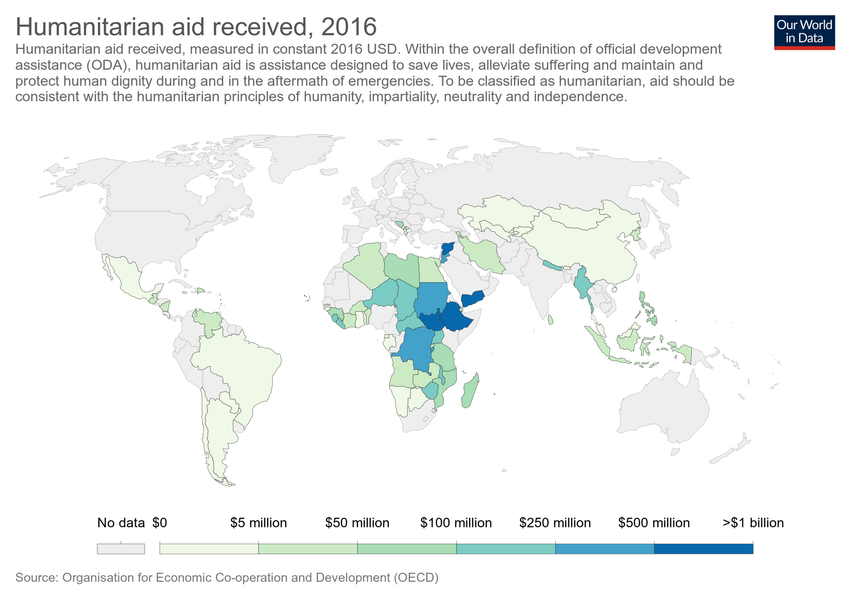 Humanitarian aid received, 2016
Our World
in Data
Humanitarian aid received, measured in constant 2016 USD. Within the overall definition of official development
assistance (ODA), humanitarian aid is assistance designed to save lives, alleviate suffering and maintain and
protect human dignity during and in the aftermath of emergencies. To be classified as humanitarian, aid should be
consistent with the humanitarian principles of humanity, impartiality, neutrality and independence.
No data $0 $5 million $50 million $100 million $250 million $500 million >$1 billion
Source: Organisation for Economic Co-operation and Development (OECD)